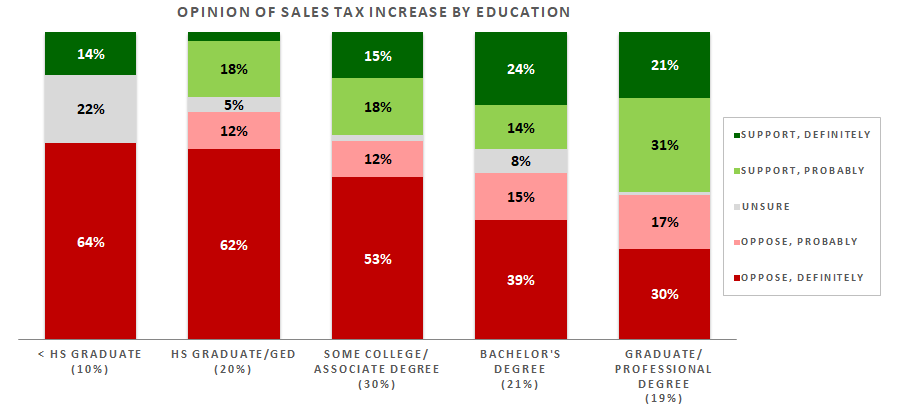 OPINION OF SALES TAX INCREASE BY EDUCATION
14%
22%
64%
18%
5%
12%
62%
15%
18%
12%
53%
24%
14%
8%
15%
39%
21%
31%
17%
30%
< HS GRADUATE
(10%)
HS GRADUATE/GED
(20%)
SOME COLLEGE/
ASSOCIATE DEGREE
(30%)
BACHELOR'S
DEGREE
(21%)
GRADUATE/
PROFESSIONAL
DEGREE
(19%)
SUPPORT, DEFINITELY
SUPPORT, PROBABLY
UNSURE
OPPOSE, PROBABLY
OPPOSE, DEFINITELY